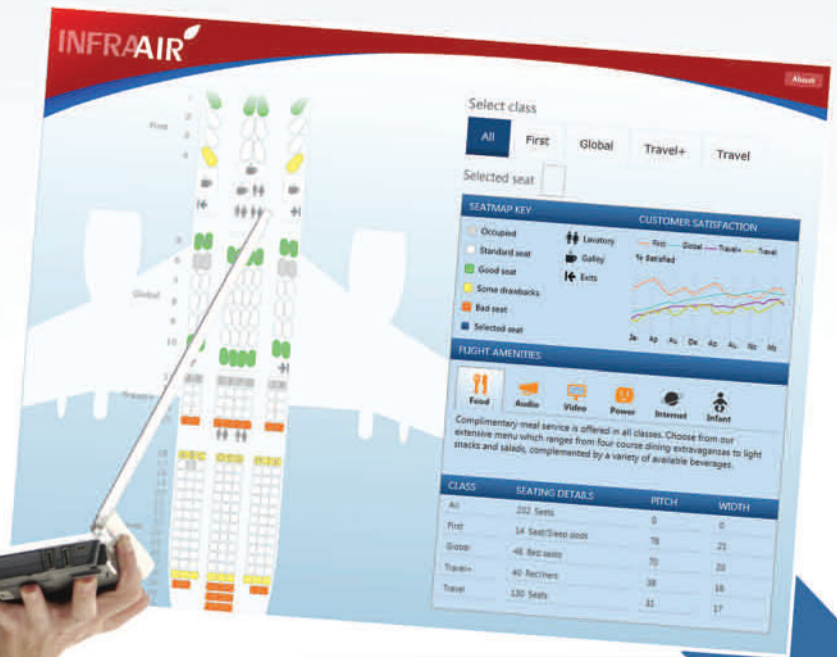 INFRAAIR
About
Select class
All First Global Travel+ Travel
Selected seat
SEATMAP KEY
Occupied
Standard seat
Good seat
Some drawbacks
Bad seat
Selected seat
Lavatory
Galley
Exits
CUSTOMER SATISFACTION
First Global Travel+ Travel
% Satisfied
First
Global
FLIGHT AMENITIES
Food Audio Video Power Internet Infant
Complimentary meal service is offered in all classes. Choose from our
extensive menu which ranges from four course dining extravaganzas to light
snacks and salads, complemented by a variety of available beverages.
CLASS SEATING DETAILS PITCH WIDTH
All 232 Seats 0 0
First 14 Seat/Sleep 78
Global 48 Bed seats 70 20
Travel+ 40 Recliners 38
Travel 130 Seats 31 17